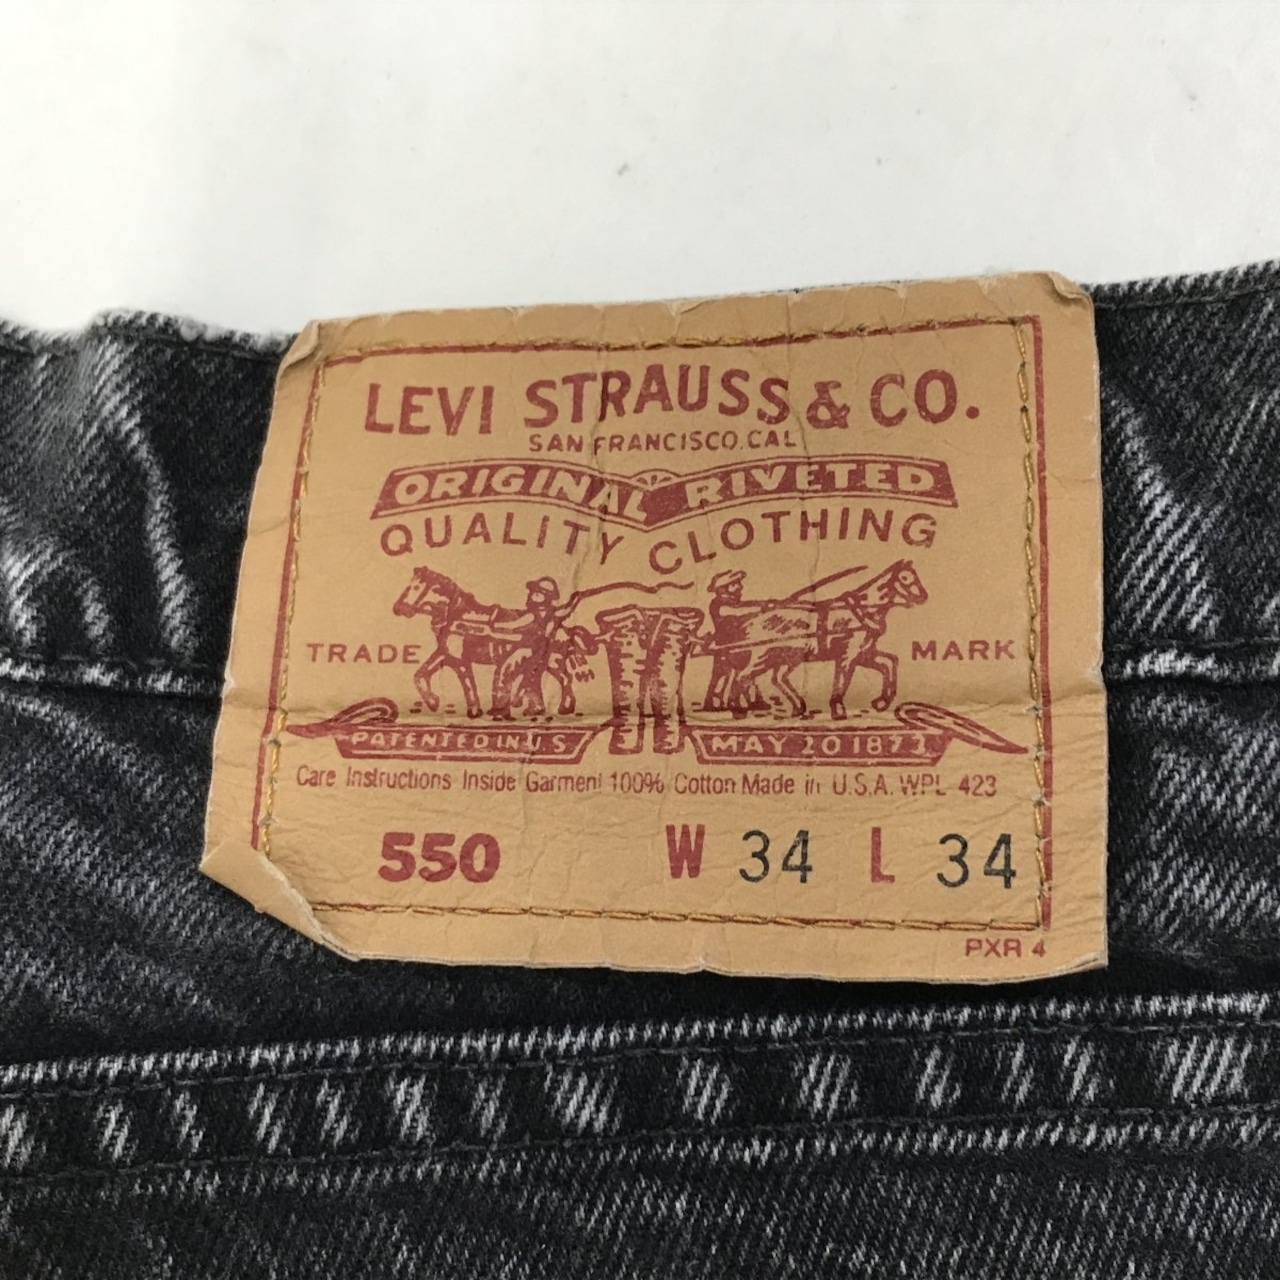 LEVI STRAUSS & CO.
SAN FRANCISCO, CAL
ORIGINAL RIVETED
QUALITY CLOTHING
TRADE MARK
PATENTED IN U S MAY 20 1873
Care Instructions Inside Garment 100% Cotton Made in U.S.A. WPL 423
550 W 34 L 34
PXR 4